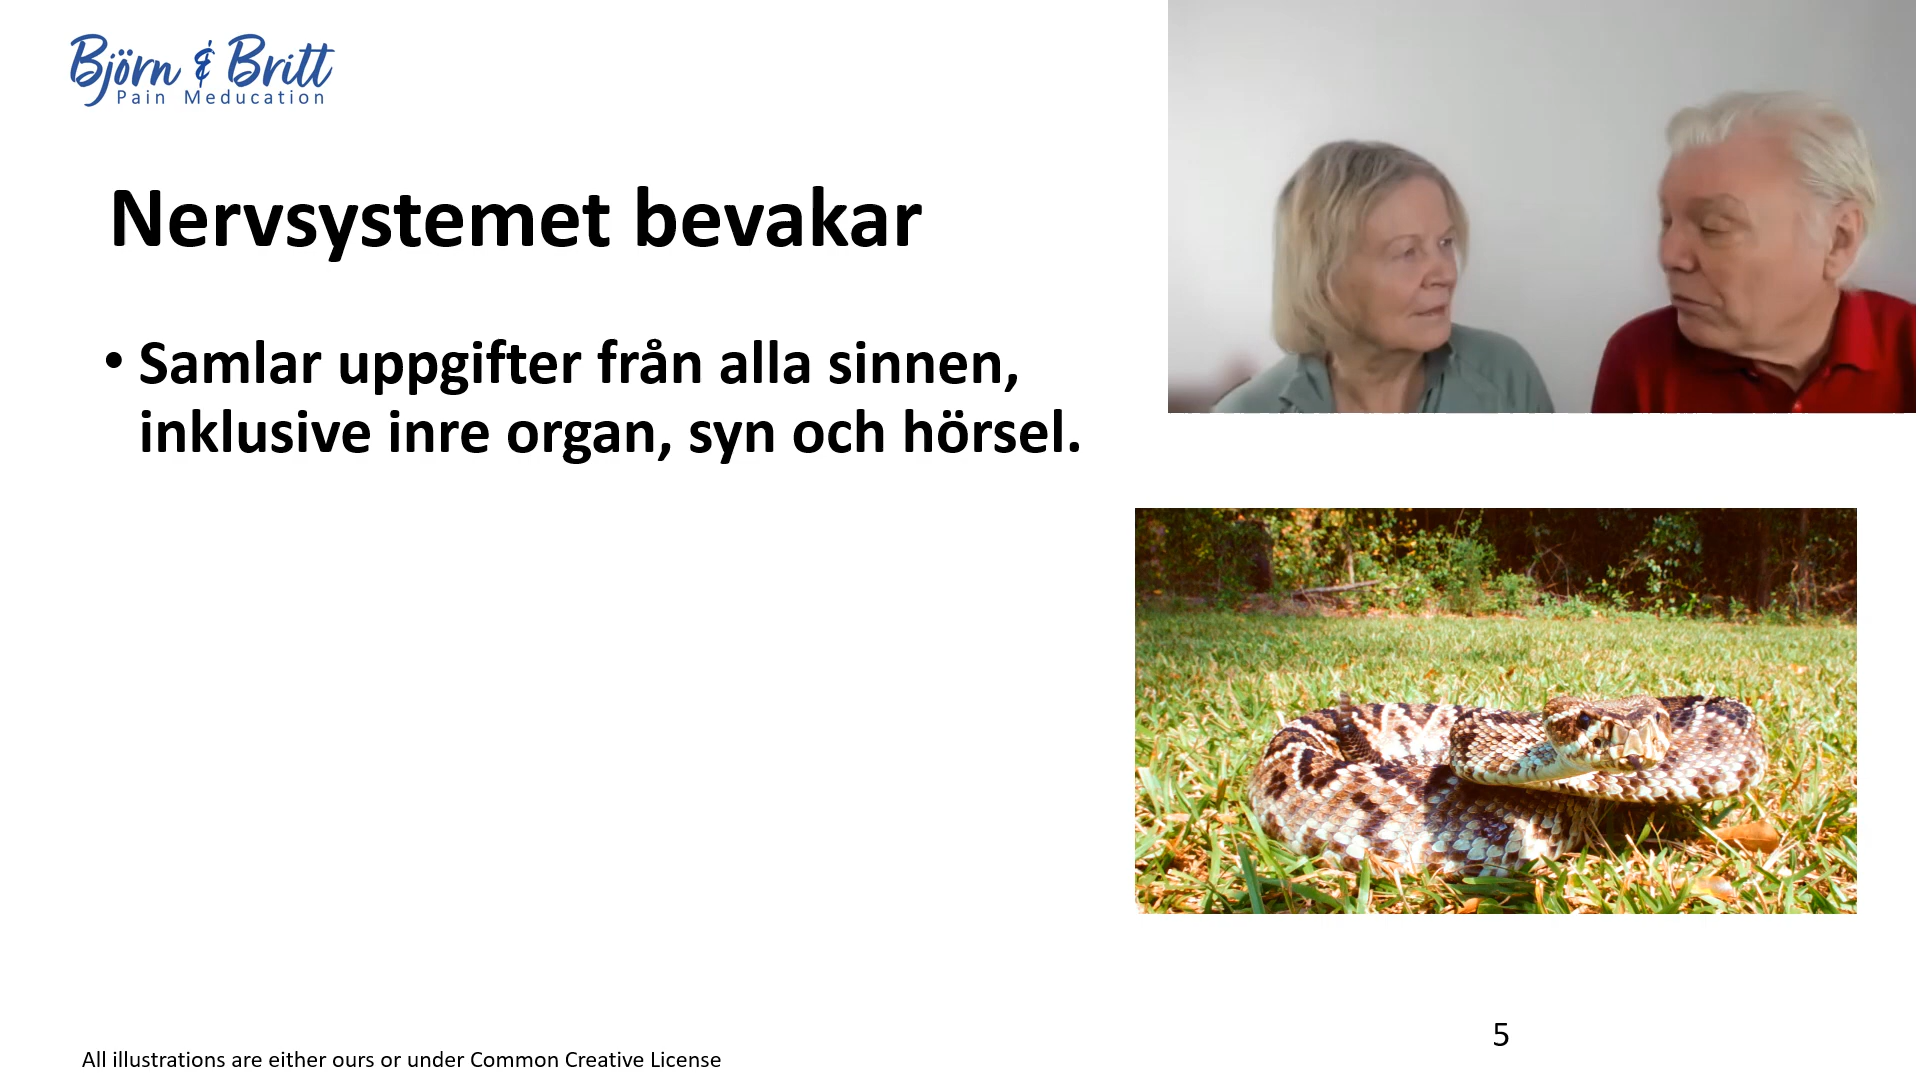 Björn & Britt
Pain Meducation
Nervsystemet bevakar
• Samlar uppgifter från alla sinnen,
inklusive inre organ, syn och hörsel.
5
All illustrations are either ours or under Common Creative License